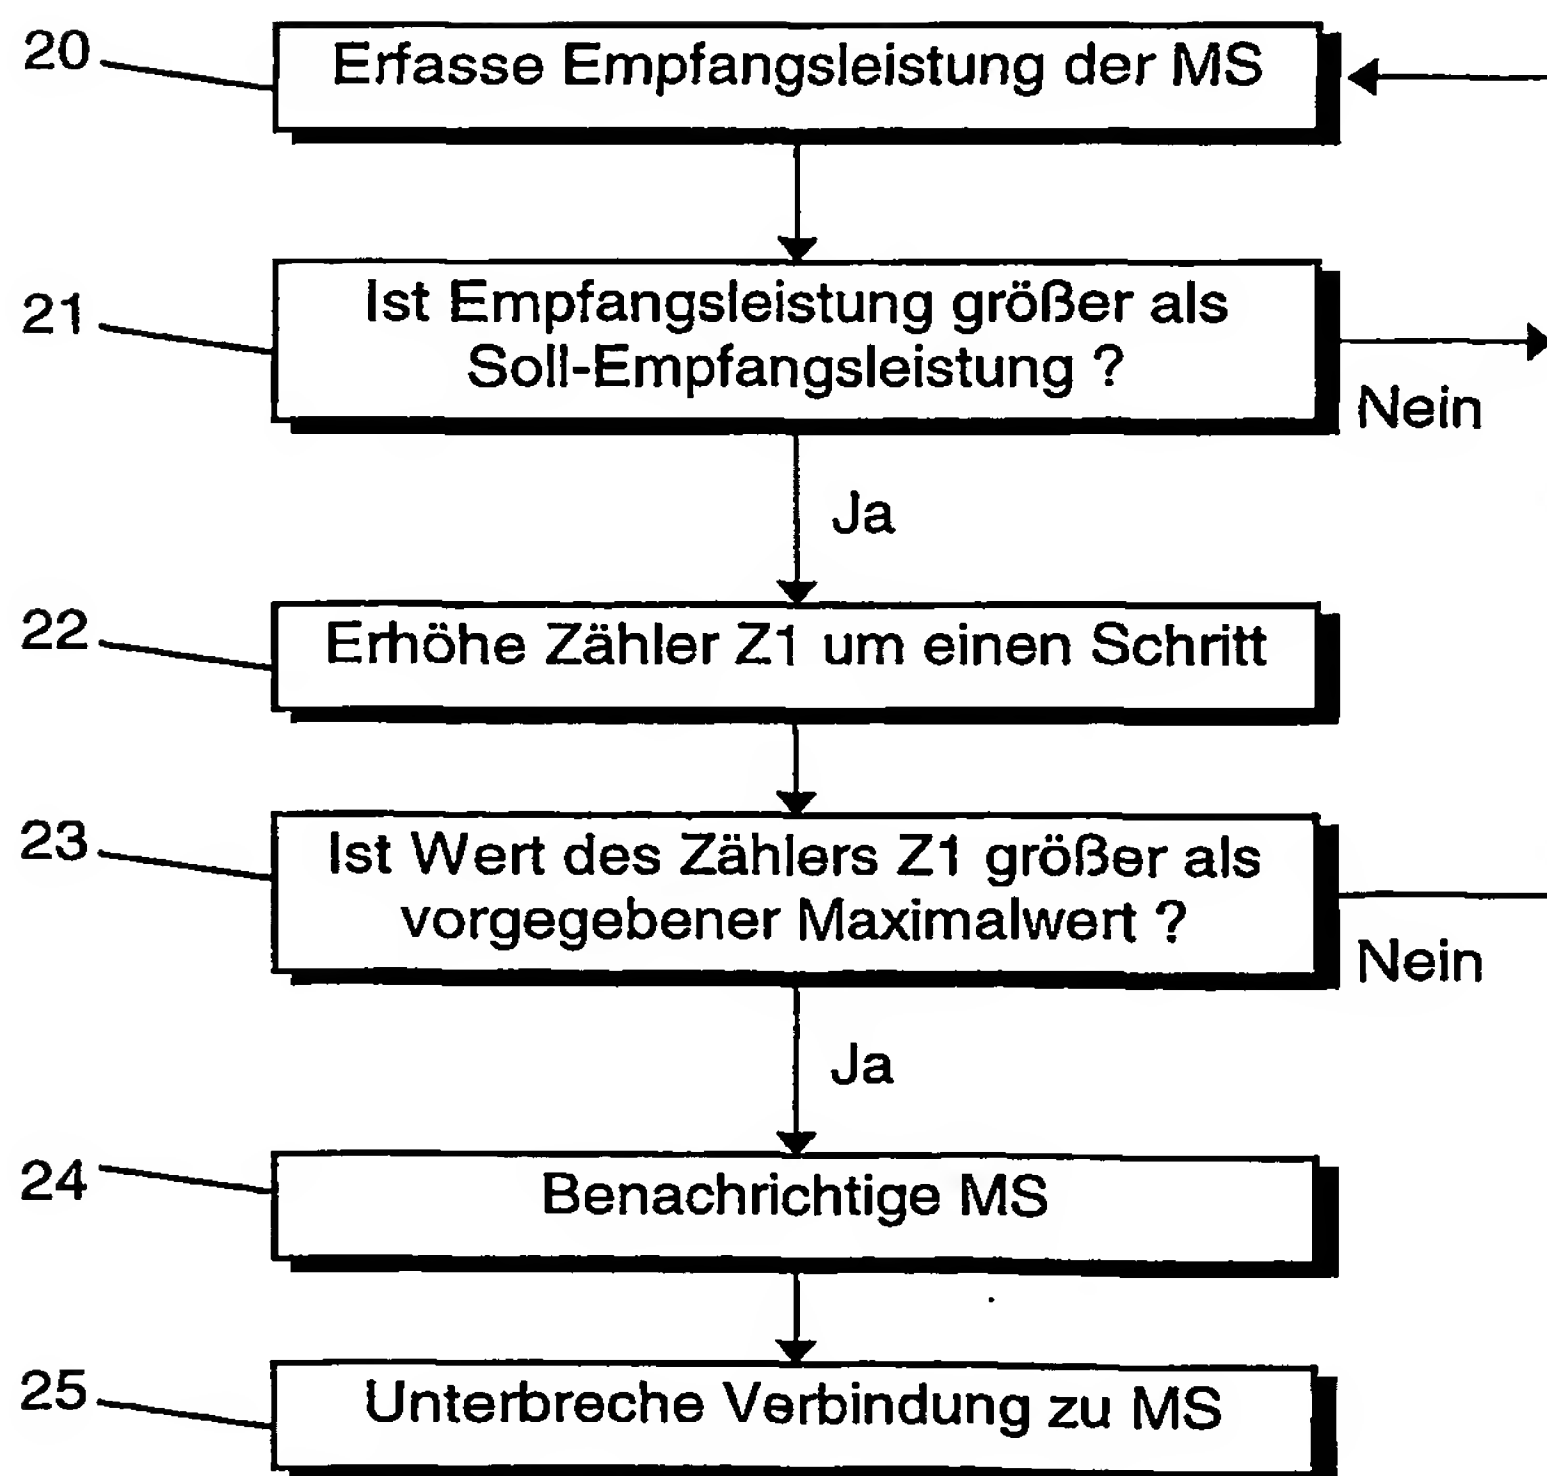 20
Erfasse Empfangsleistung der MS
21
Ist Empfangsleistung größer als
Soll-Empfangsleistung ?
Nein
Ja
22
Erhöhe Zähler Z1 um einen Schritt
23
Ist Wert des Zählers Z1 größer als
vorgegebener Maximalwert ?
Nein
Ja
24
Benachrichtige MS
25
Unterbreche Verbindung zu MS